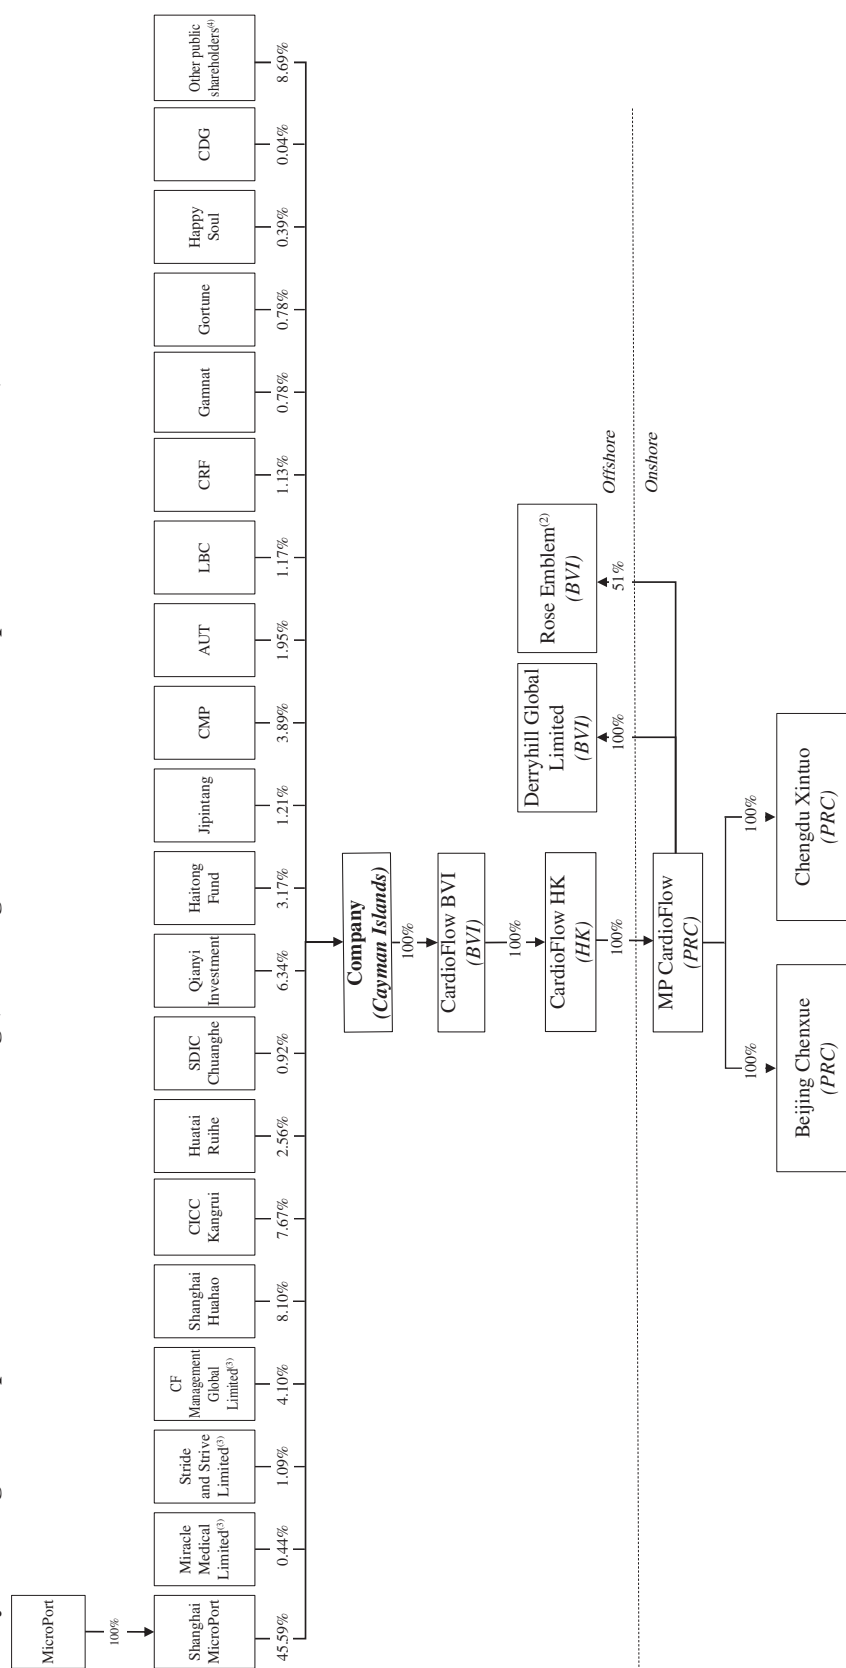 MicroPort
100%
Shanghai
MicroPort
Miracle
Medical
Limited(3)
Stride
and Strive
Limited(3)
CF
Management
Global
Limited(3)
Shanghai
Huahao
CICC
Kangrui
Huatai
Ruihe
SDIC
Chuanghe
Qianyi
Investment
Haitong
Fund
Jipintang
CMP
AUT
LBC
CRF
Gamnat
Gortune
Happy
Soul
CDG
Other public
shareholders(4)
45.59%
0.44%
1.09%
4.10%
8.10%
7.67%
2.56%
0.92%
6.34%
3.17%
1.21%
3.89%
1.95%
1.17%
1.13%
0.78%
0.78%
0.39%
0.04%
8.69%
Company
(Cayman Islands)
100%
CardioFlow BVI
(BVI)
100%
CardioFlow HK
(HK)
Derryhill Global
Limited
(BVI)
Rose Emblem(2)
(BVI)
100%
100%
51%
Offshore
Onshore
MP CardioFlow
(PRC)
100%
100%
Beijing Chenxue
(PRC)
Chengdu Xintuo
(PRC)